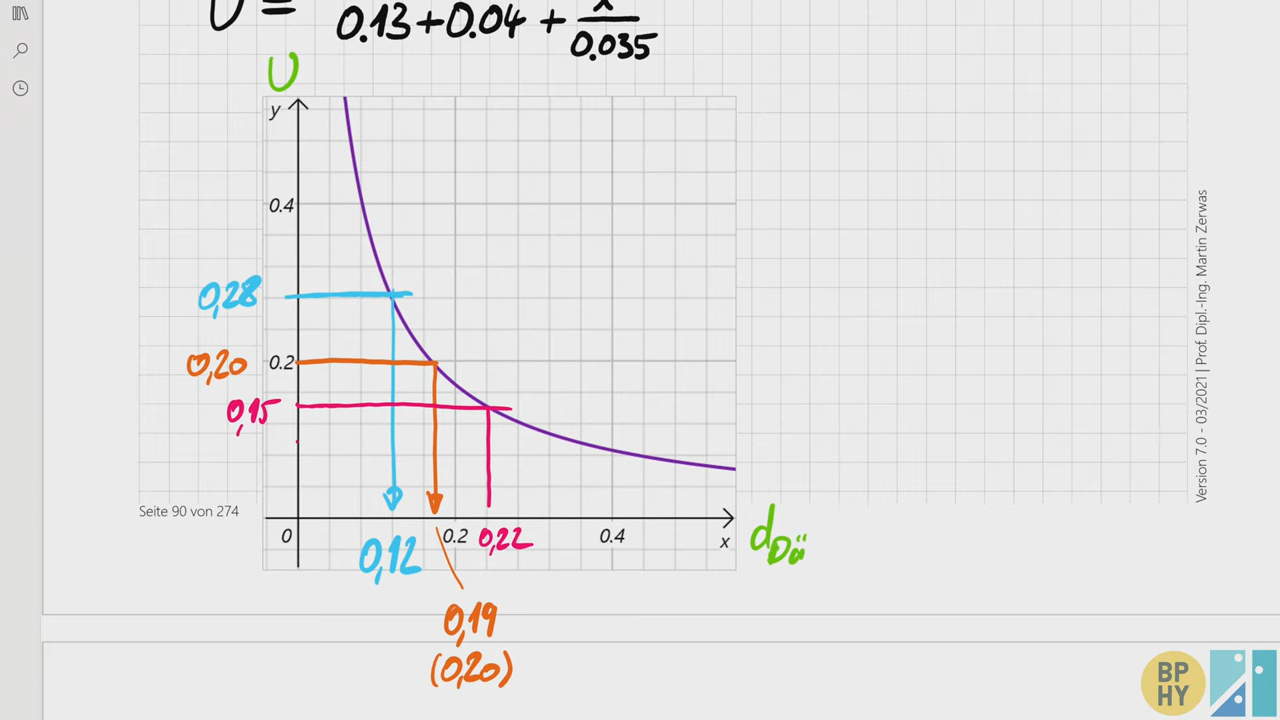 U =
0.13+0.04 + x/0.035
U
y
0.4
0,28
0.2
0,20
0,15
Seite 90 von 274
0
0.2
0.4
x
0,12
0,22
dDä
0,19
(0,20)
Version 7.0 - 03/2021 | Prof. Dipl.-Ing. Martin Zerwas
BP
HY